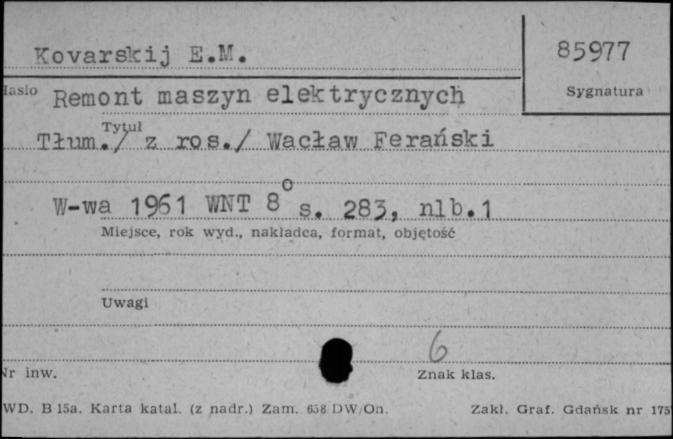 Kovarskij E.M.
85977
Sygnatura
Remont maszyn elektrycznych
Tytuł
Tłum./ z ros./ Wacław Ferański
W-wa 1961 WNT 8° s. 283, nlb.1
Miejsce, rok wyd., nakładca, format, objętość
Uwagi
6
Nr inw.
Znak klas.
WD. B 15a. Karta katal. (z nadr.) Zam. 658 DW/On.
Zakł. Graf. Gdańsk nr 175